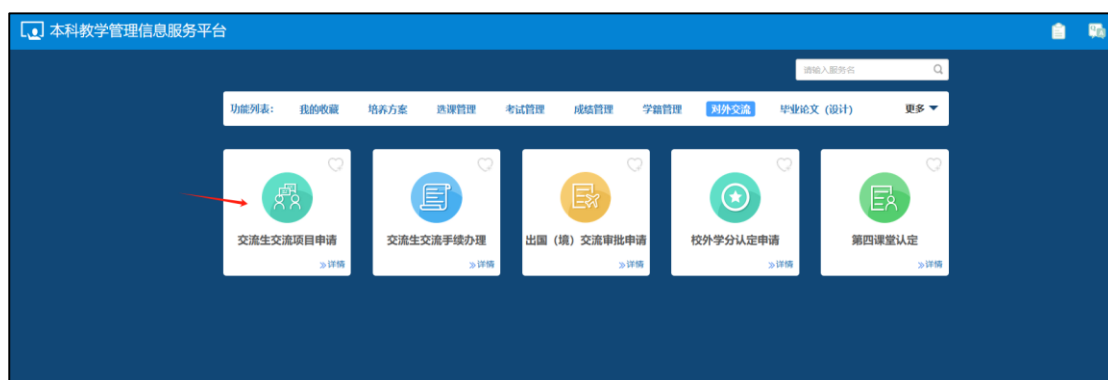 本科教学管理信息服务平台
请输入服务名
功能列表： 我的收藏 培养方案 选课管理 考试管理 成绩管理 学籍管理 对外交流 毕业论文（设计） 更多
交流生交流项目申请 交流生交流手续办理 出国（境）交流审批申请 校外学分认定申请 第四课堂认定
详情 详情 详情 详情 详情